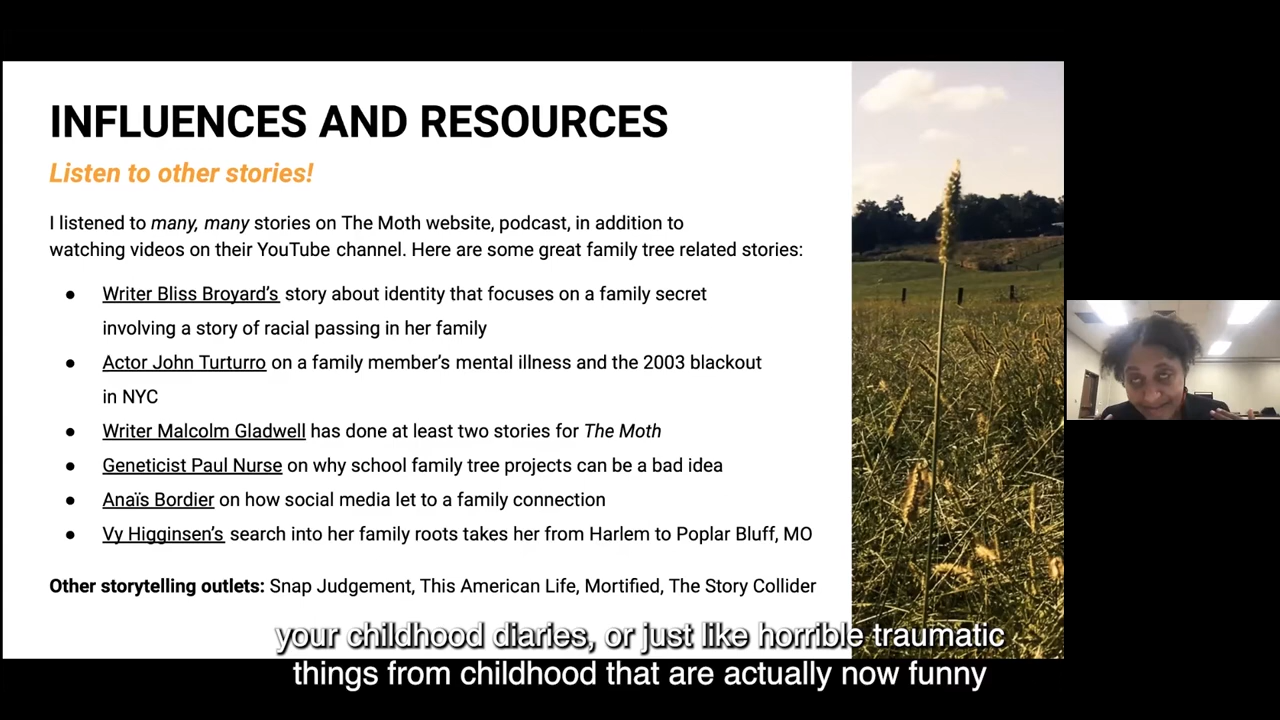 INFLUENCES AND RESOURCES
Listen to other stories!
I listened to many, many stories on The Moth website, podcast, in addition to
watching videos on their YouTube channel. Here are some great family tree related stories:
● Writer Bliss Broyard’s story about identity that focuses on a family secret
involving a story of racial passing in her family
● Actor John Turturro on a family member’s mental illness and the 2003 blackout
in NYC
● Writer Malcolm Gladwell has done at least two stories for The Moth
● Geneticist Paul Nurse on why school family tree projects can be a bad idea
● Anaïs Bordier on how social media let to a family connection
● Vy Higginsen’s search into her family roots takes her from Harlem to Poplar Bluff, MO
Other storytelling outlets: Snap Judgement, This American Life, Mortified, The Story Collider
your childhood diaries, or just like horrible traumatic
things from childhood that are actually now funny